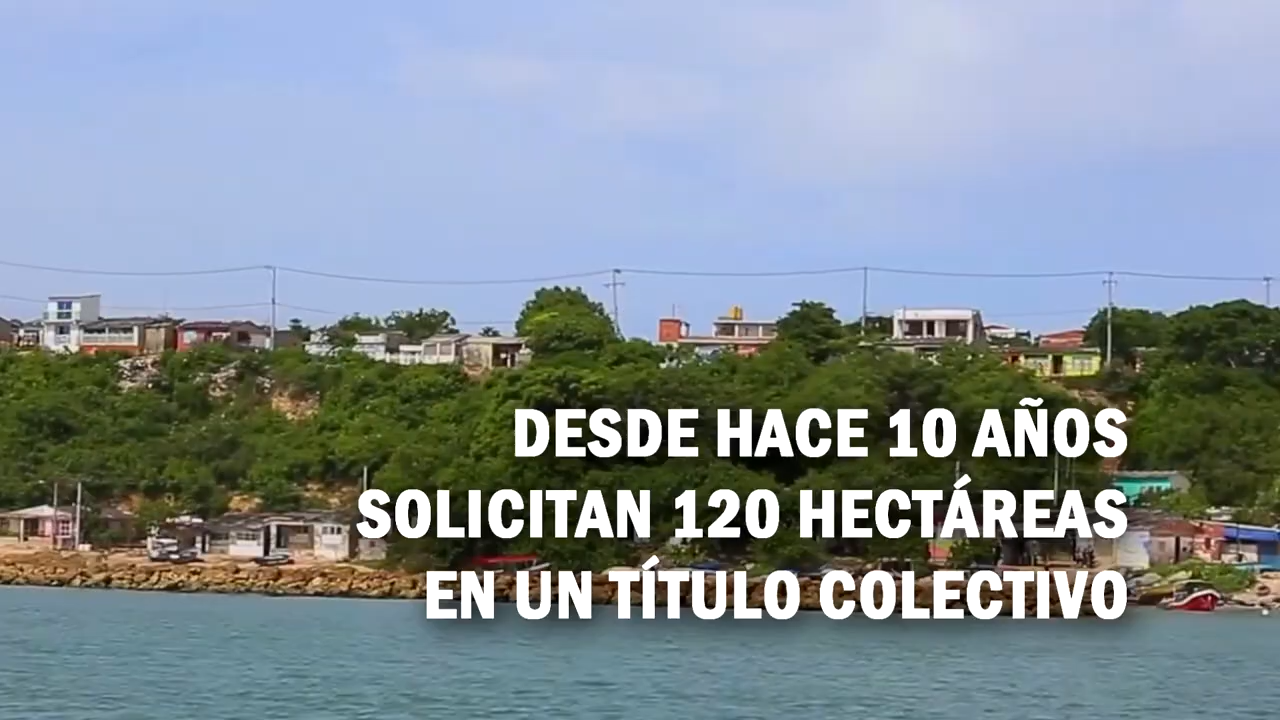 DESDE HACE 10 AÑOS
SOLICITAN 120 HECTÁREAS
EN UN TÍTULO COLECTIVO